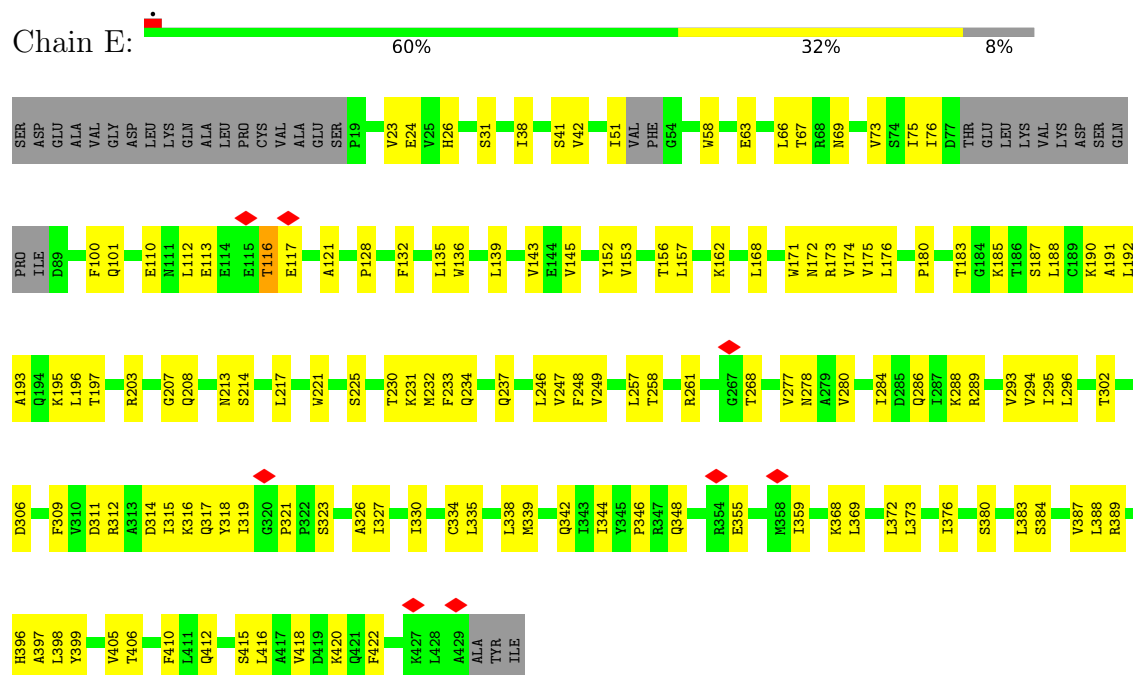 Chain E:
60% 32% 8%
SER ASP GLU ALA VAL GLY ASP LEU LYS GLN ALA LEU PRO CYS VAL ALA GLU SER P19 V23 E24 V25 H26 S31 I38 S41 V42 I51 VAL PHE G54 W58 E63 L66 T67 R68 N69 V73 S74 I75 I76 D77 THR GLU LEU LYS VAL LYS ASP SER GLN
PRO ILE D89 F100 Q101 E110 N111 L112 E113 E114 E115 T116 E117 A121 P128 F132 L135 W136 L139 V143 E144 V145 Y152 V153 T156 L157 K162 L168 W171 N172 R173 V174 V175 L176 P180 T183 G184 K185 T186 S187 L188 C189 K190 A191 L192
A193 Q194 K195 L196 T197 R203 G207 Q208 N213 S214 L217 W221 S225 T230 K231 M232 F233 Q234 Q237 L246 V247 F248 V249 L257 T258 R261 G267 T268 V277 N278 A279 V280 I284 D285 Q286 I287 K288 R289 V293 V294 I295 L296 T302
D306 F309 V310 D311 R312 A313 D314 I315 K316 Q317 Y318 I319 G320 P321 P322 S323 A326 I327 I330 C334 L335 L338 M339 Q342 I343 I344 Y345 P346 R347 Q348 R354 E355 M358 I359 K368 L369 L372 L373 I376 S380 L383 S384 V387 L388 R389
H396 A397 L398 Y399 V405 T406 F410 L411 Q412 S415 L416 A417 V418 D419 K420 Q421 F422 K427 L428 A429 ALA TYR ILE